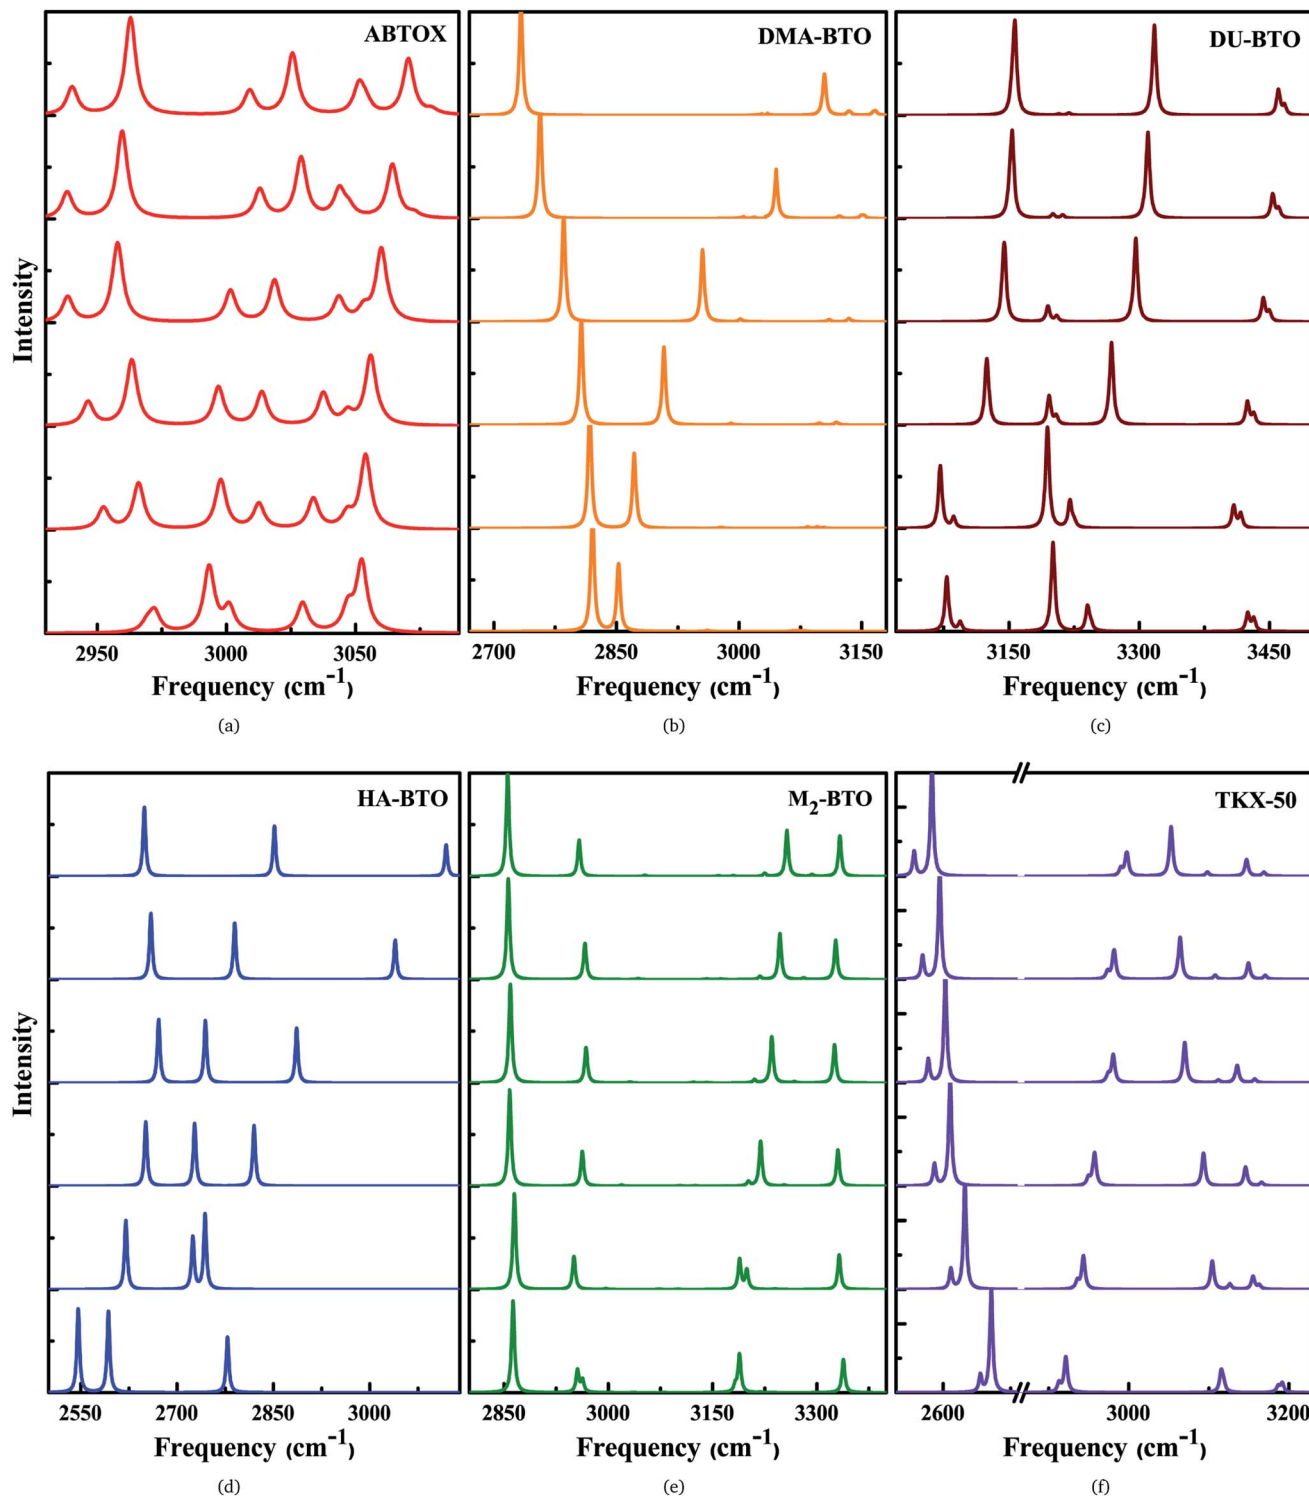 ABTOX
DMA-BTO
DU-BTO
Intensity
2950 3000 3050
2700 2850 3000 3150
3150 3300 3450
Frequency (cm⁻¹)
Frequency (cm⁻¹)
Frequency (cm⁻¹)
(a)
(b)
(c)
HA-BTO
M₂-BTO
TKX-50
Intensity
2550 2700 2850 3000
2850 3000 3150 3300
2600 3000 3200
Frequency (cm⁻¹)
Frequency (cm⁻¹)
Frequency (cm⁻¹)
(d)
(e)
(f)